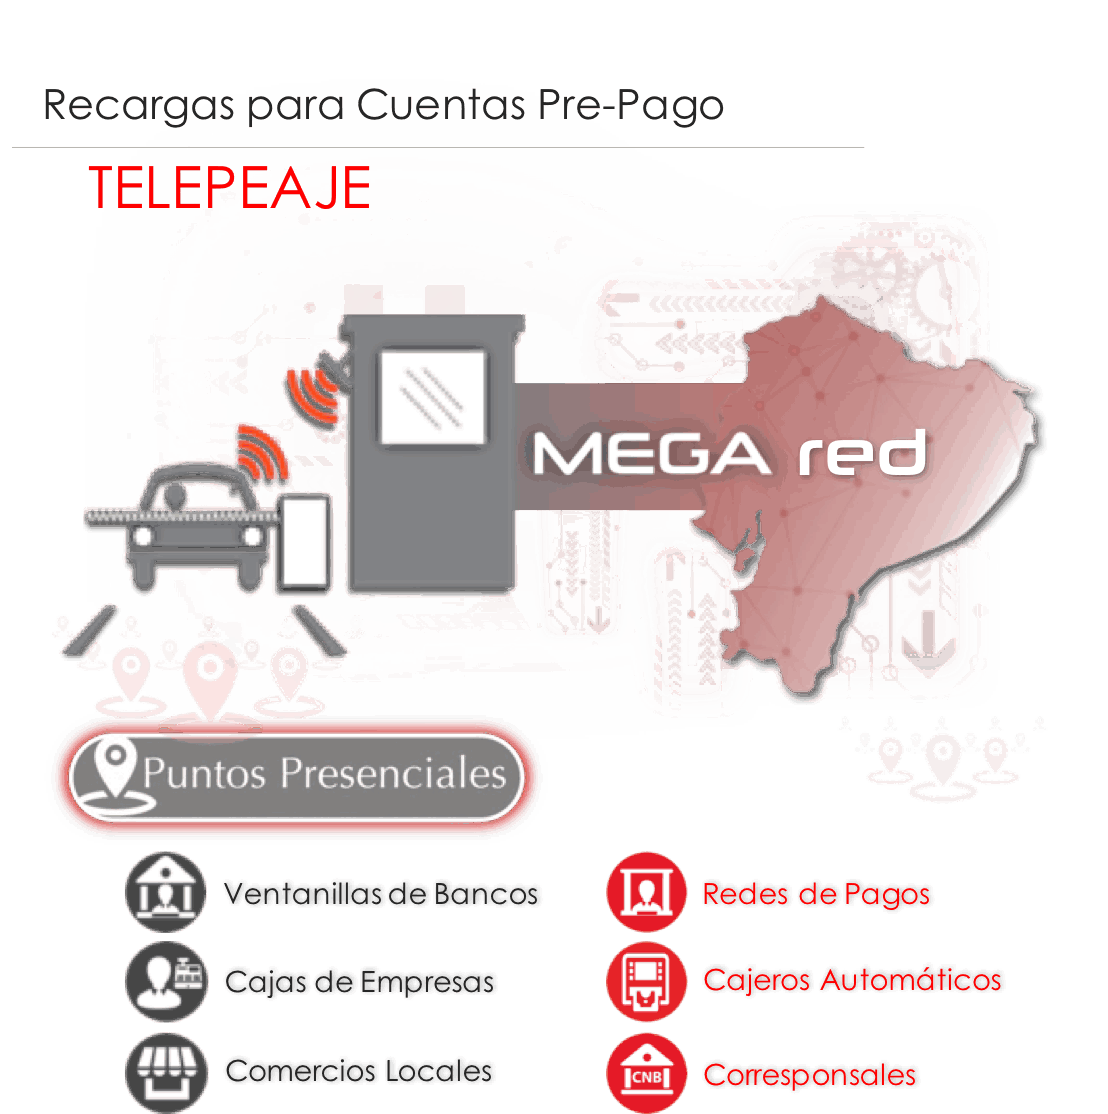 Recargas para Cuentas Pre-Pago
TELEPEAJE
MEGA red
Puntos Presenciales
Ventanillas de Bancos
Redes de Pagos
Cajas de Empresas
Cajeros Automáticos
Comercios Locales
CNB
Corresponsales